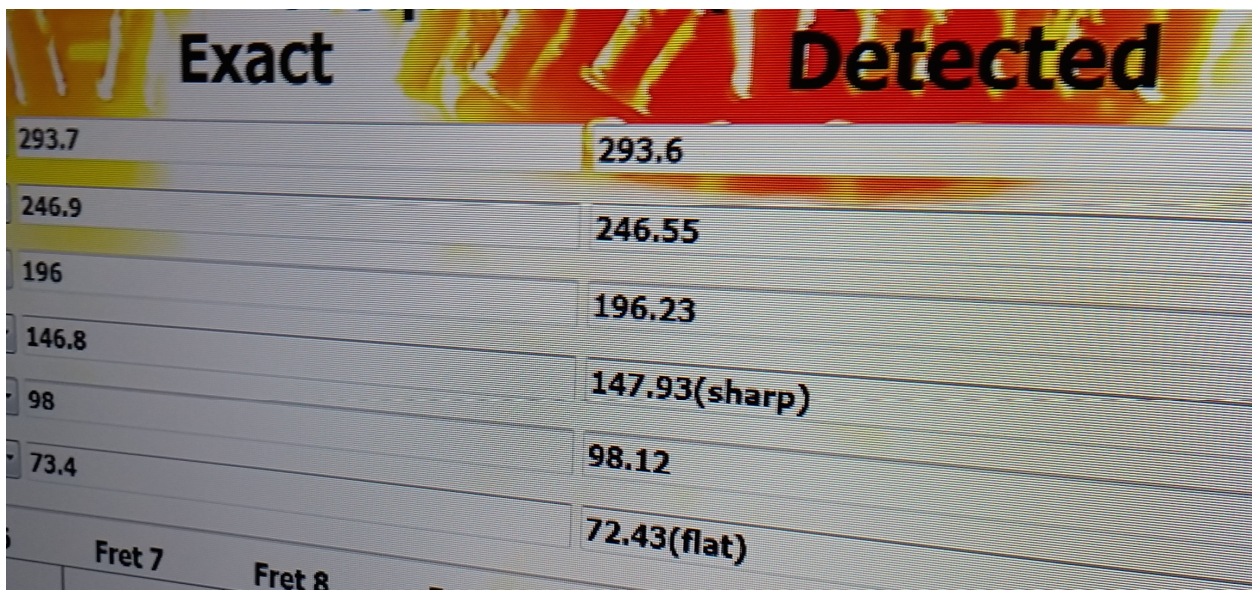 Exact Detected
293.7 293.6
246.9 246.55
196 196.23
146.8 147.93(sharp)
98 98.12
73.4 72.43(flat)
Fret 7 Fret 8